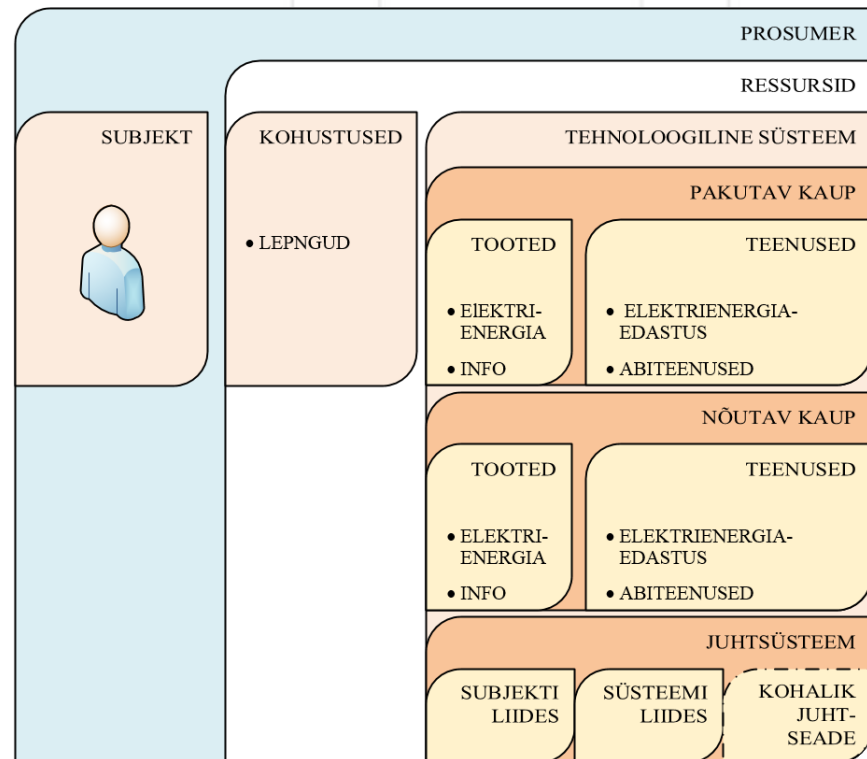 PROSUMER
RESSURSID
SUBJEKT
KOHUSTUSED
• LEPNGUD
TEHNOLOOGILINE SÜSTEEM
PAKUTAV KAUP
TOOTED
• ElEKTRI-
ENERGIA
• INFO
TEENUSED
• ELEKTRIENERGIA-
EDASTUS
• ABITEENUSED
NÕUTAV KAUP
TOOTED
• ELEKTRI-
ENERGIA
• INFO
TEENUSED
• ELEKTRIENERGIA-
EDASTUS
• ABITEENUSED
JUHTSÜSTEEM
SUBJEKTI
LIIDES
SÜSTEEMI
LIIDES
KOHALIK
JUHT-
SEADE